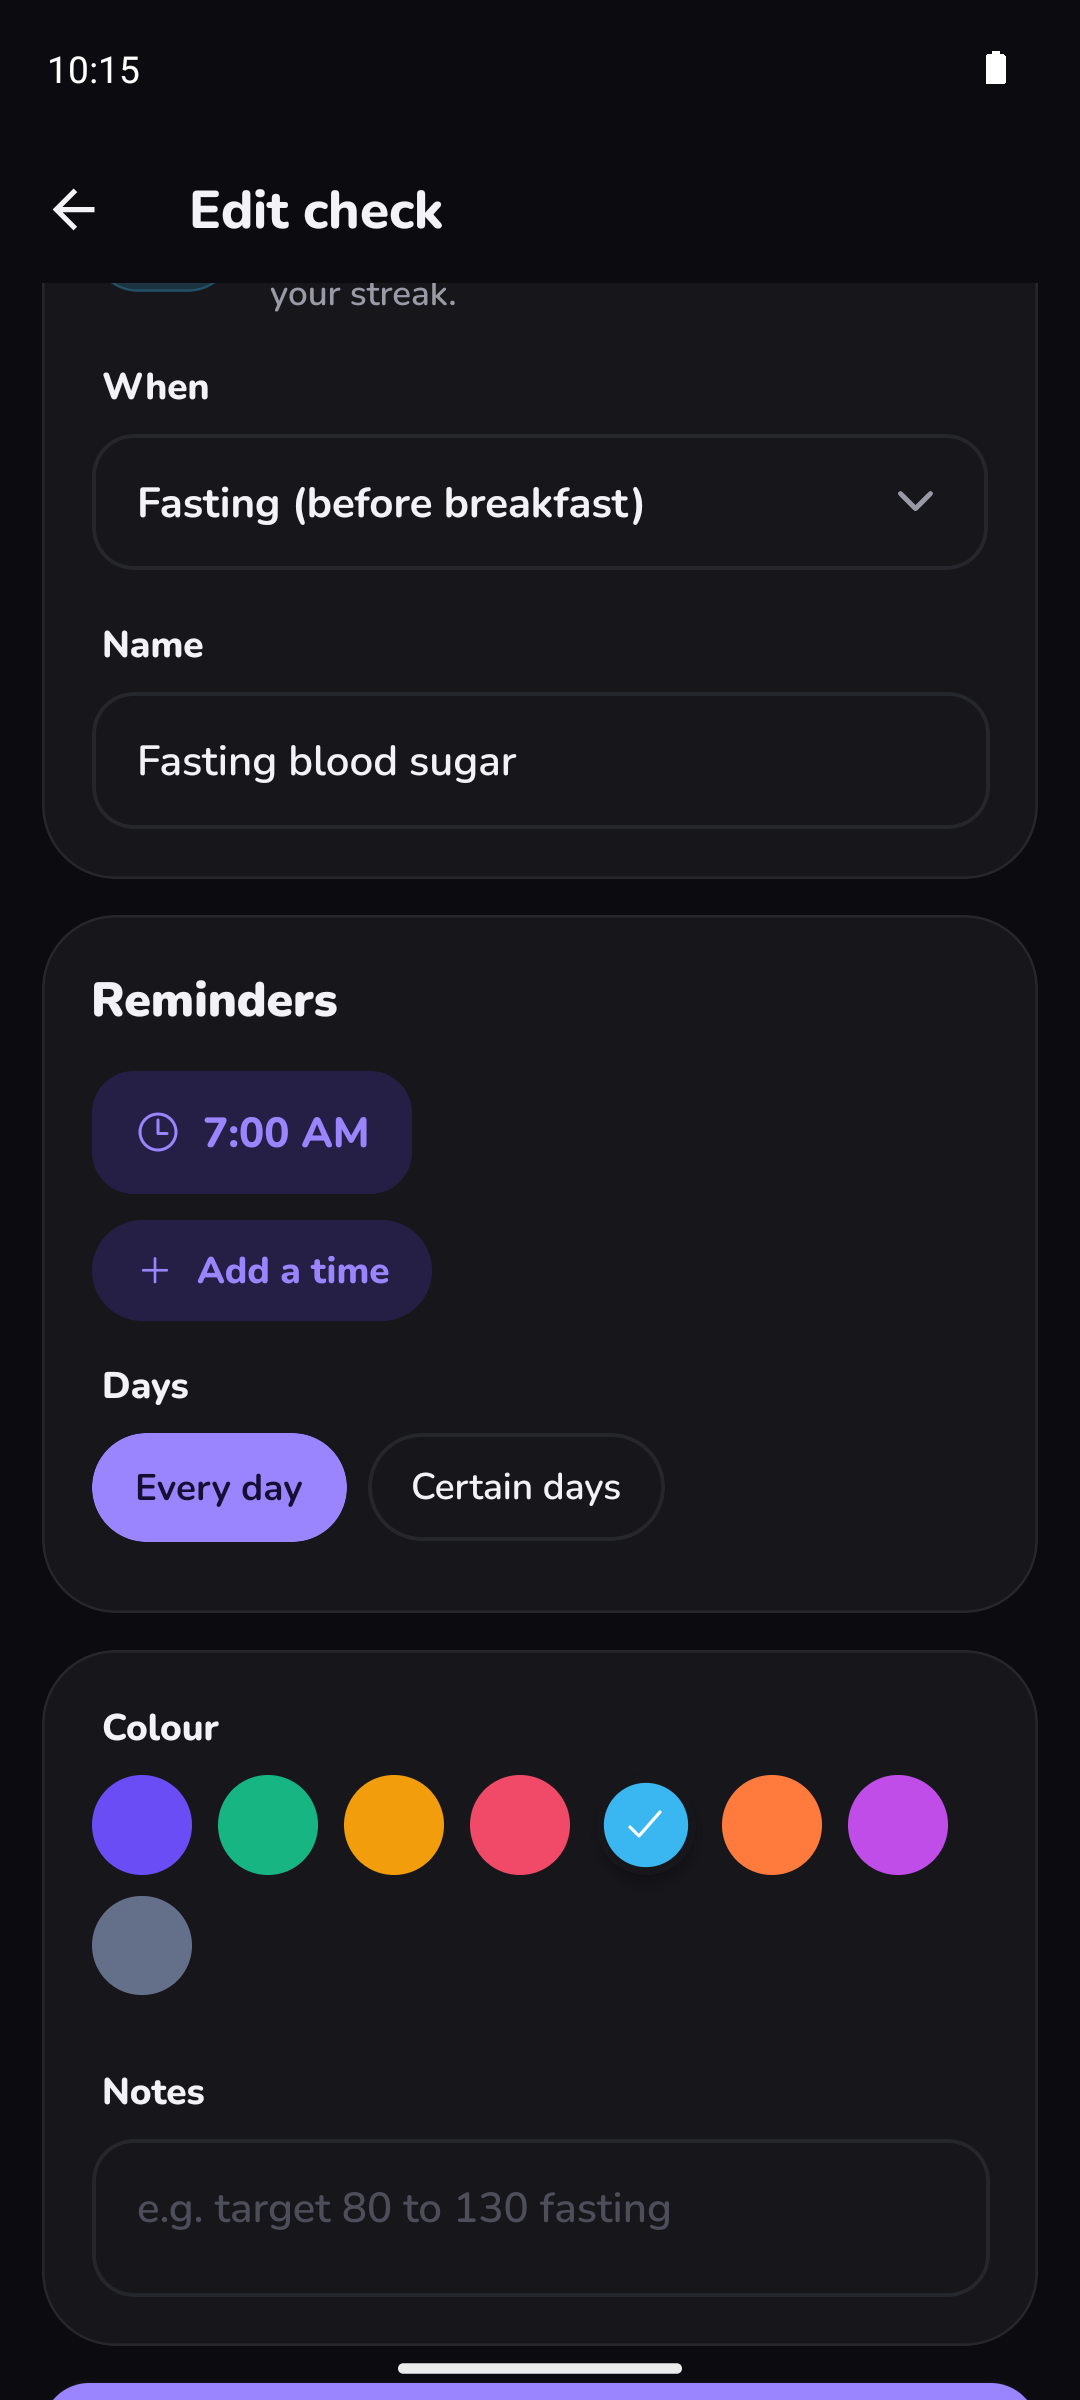 10:15
Edit check
your streak.
When
Fasting (before breakfast)
Name
Fasting blood sugar
Reminders
7:00 AM
+ Add a time
Days
Every day
Certain days
Colour
Notes
e.g. target 80 to 130 fasting